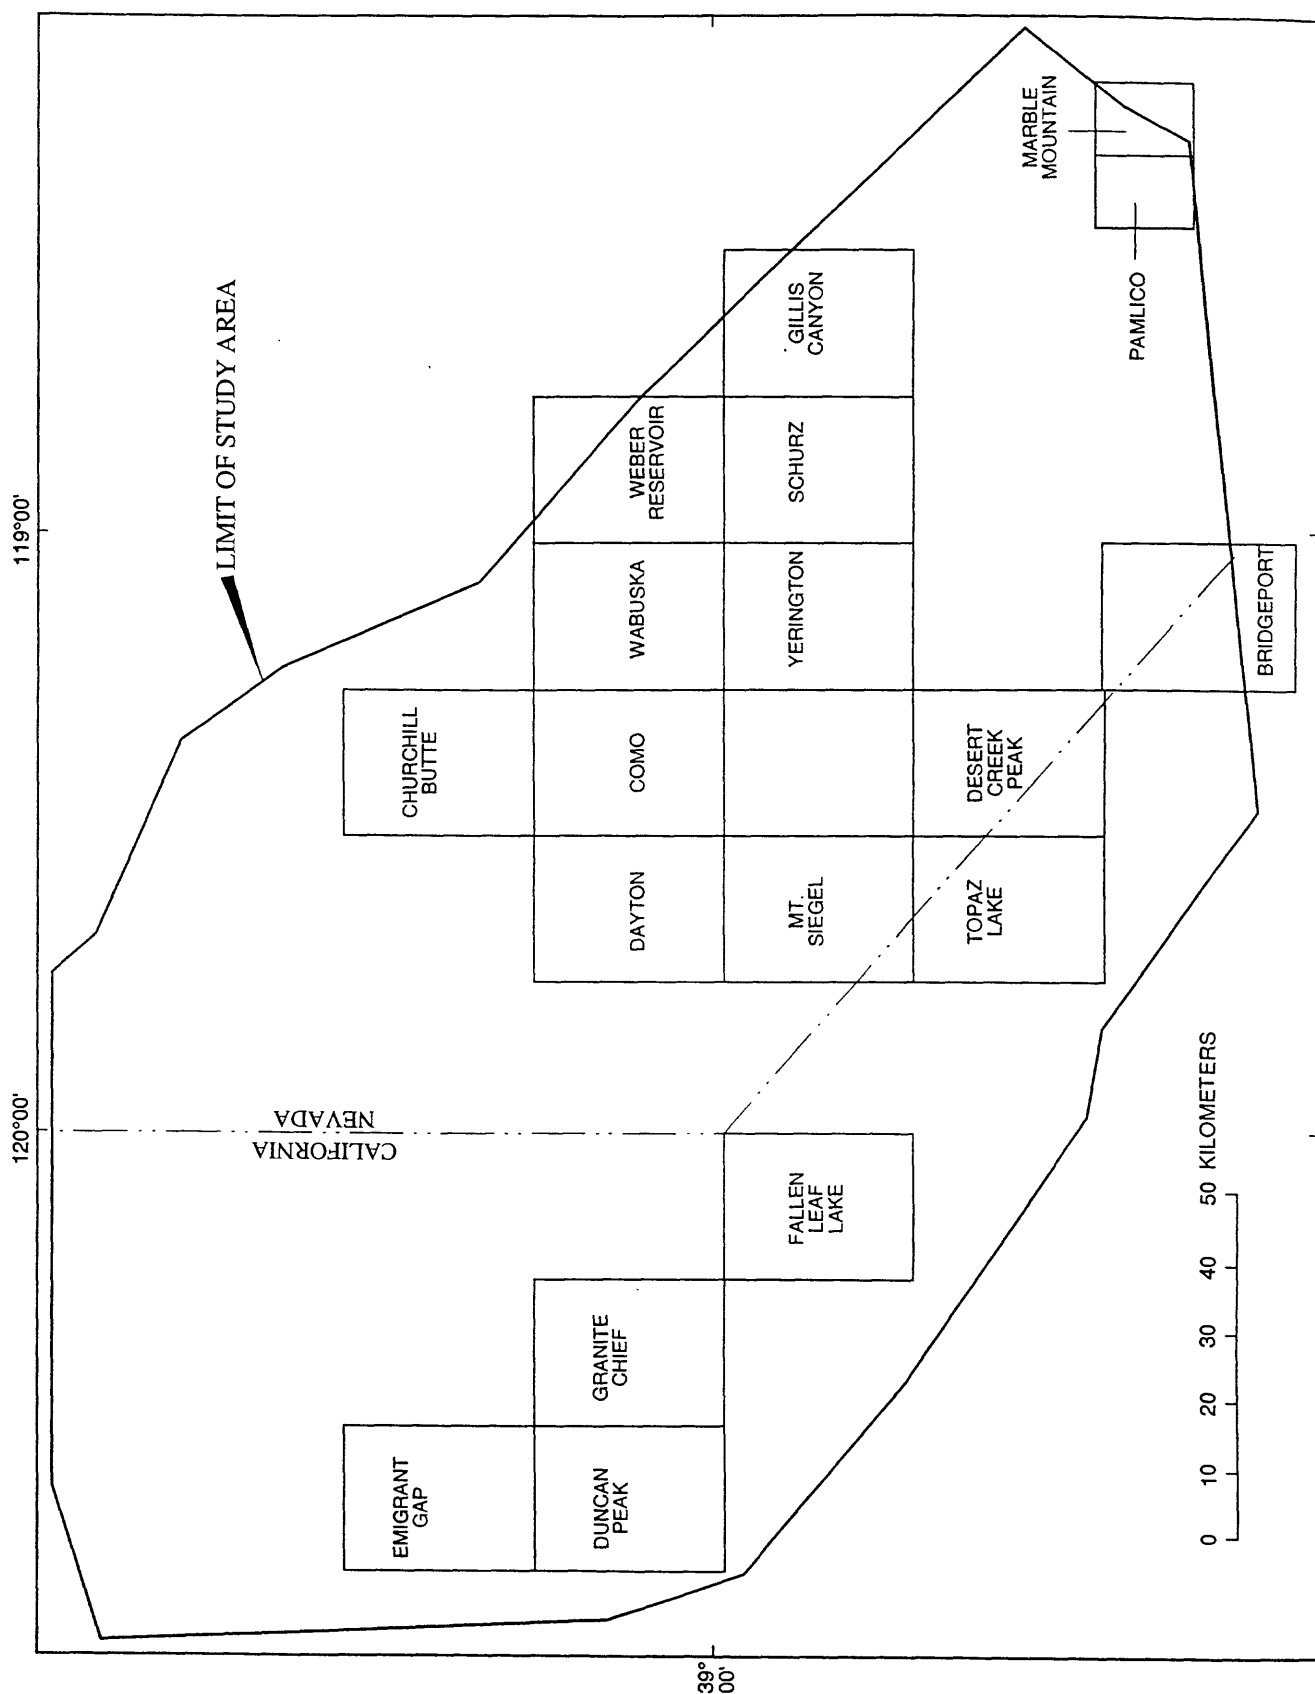 120°00'
119°00'
39°
00'
LIMIT OF STUDY AREA
CALIFORNIA
NEVADA
EMIGRANT
GAP
CHURCHILL
BUTTE
DUNCAN
PEAK
GRANITE
CHIEF
DAYTON
COMO
WABUSKA
WEBER
RESERVOIR
FALLEN
LEAF
LAKE
MT.
SIEGEL
YERINGTON
SCHURZ
GILLIS
CANYON
TOPAZ
LAKE
DESERT
CREEK
PEAK
MARBLE
MOUNTAIN
PAMLICO
BRIDGEPORT
0 10 20 30 40 50 KILOMETERS